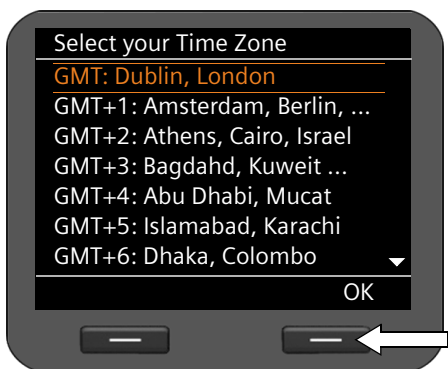 Select your Time Zone
GMT: Dublin, London
GMT+1: Amsterdam, Berlin, ...
GMT+2: Athens, Cairo, Israel
GMT+3: Bagdahd, Kuweit ...
GMT+4: Abu Dhabi, Mucat
GMT+5: Islamabad, Karachi
GMT+6: Dhaka, Colombo
OK